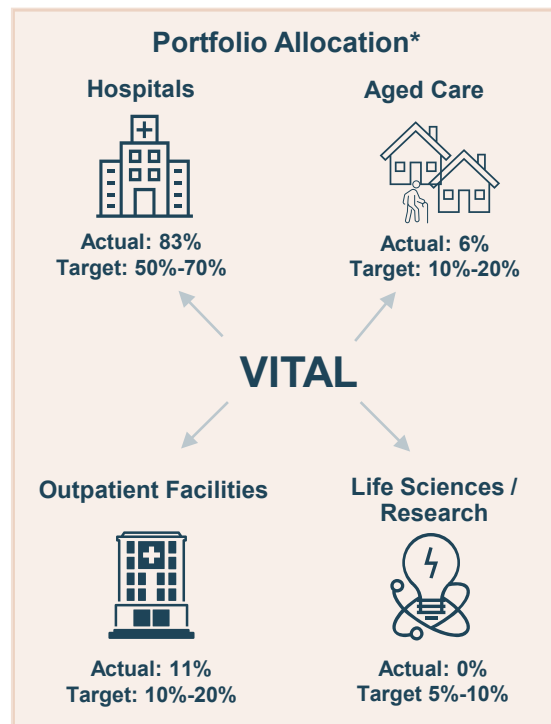 Portfolio Allocation*
Hospitals
Aged Care
Actual: 83%
Target: 50%-70%
Actual: 6%
Target: 10%-20%
VITAL
Outpatient Facilities
Life Sciences /
Research
Actual: 11%
Target: 10%-20%
Actual: 0%
Target 5%-10%